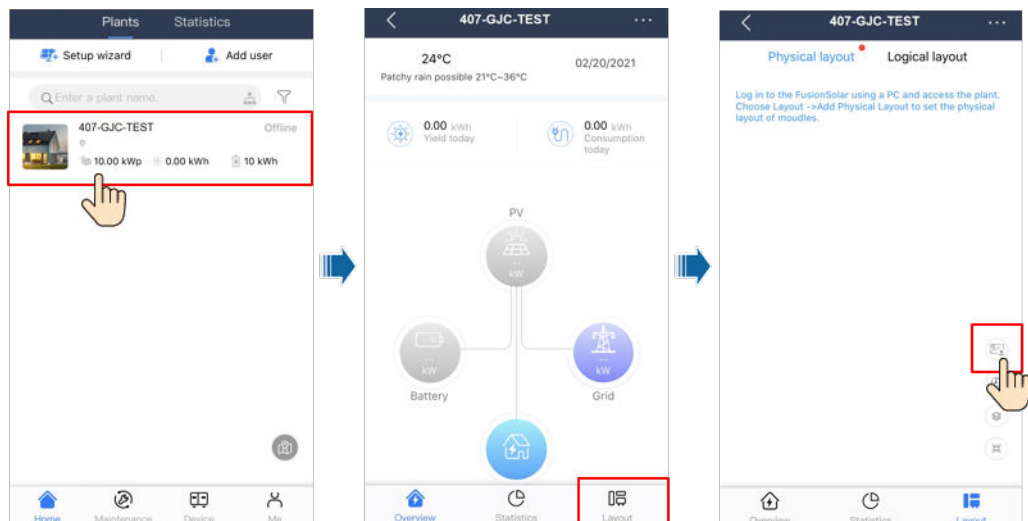 Plants Statistics
Setup wizard Add user
Enter a plant name.
407-GJC-TEST Offline
10.00 kWp 0.00 kWh 10 kWh
Home Maintenance Device Me
407-GJC-TEST
24°C
02/20/2021
Patchy rain possible 21°C~36°C
0.00 kWh
Yield today
0.00 kWh
Consumption
today
PV
--
kW
--
kW
Battery
--
kW
Grid
Overview Statistics Layout
407-GJC-TEST
Physical layout Logical layout
Log in to the FusionSolar using a PC and access the plant.
Choose Layout ->Add Physical Layout to set the physical
layout of moudles.
Overview Statistics Layout